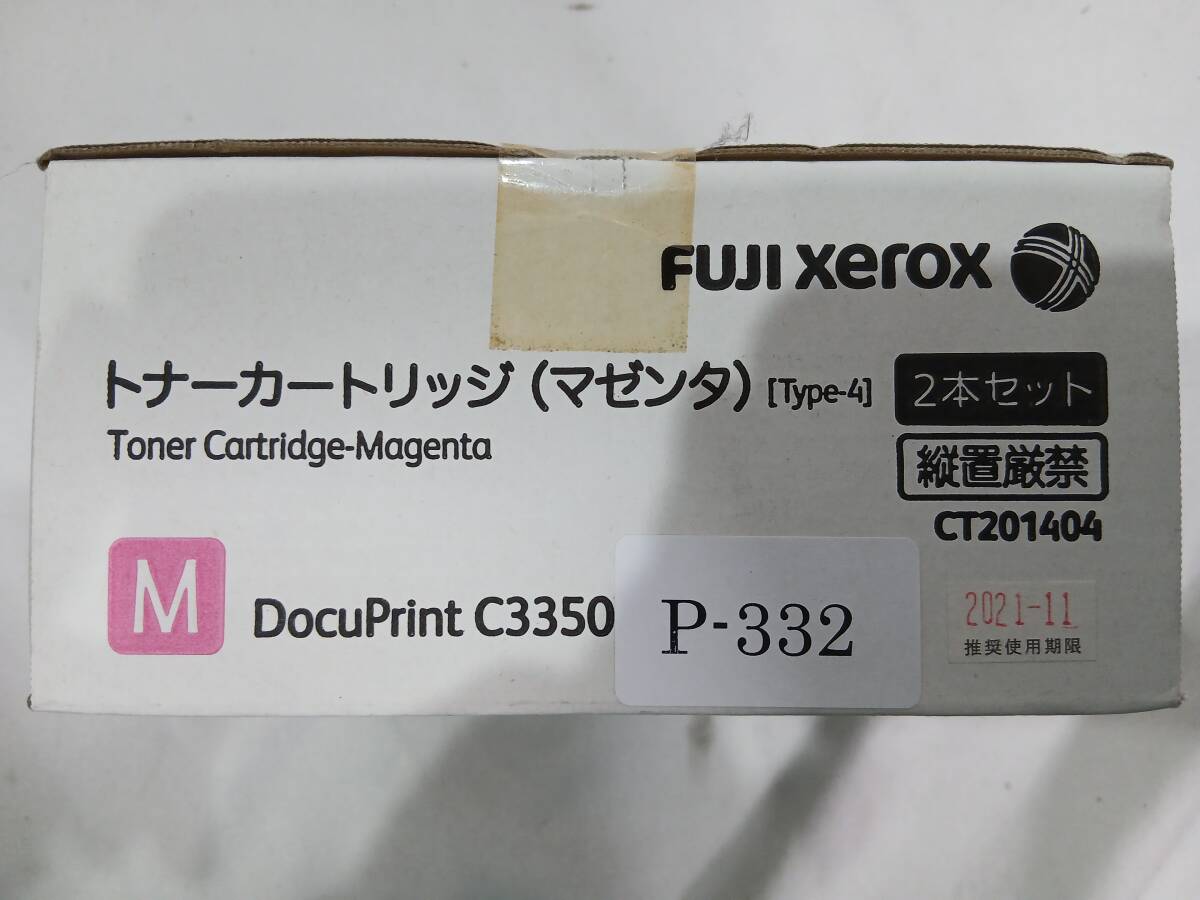 FUJI xerox
トナーカートリッジ（マゼンタ） [Type-4] 2本セット
Toner Cartridge-Magenta
縦置厳禁
CT201404
M DocuPrint C3350
P-332
2021-11
推奨使用期限